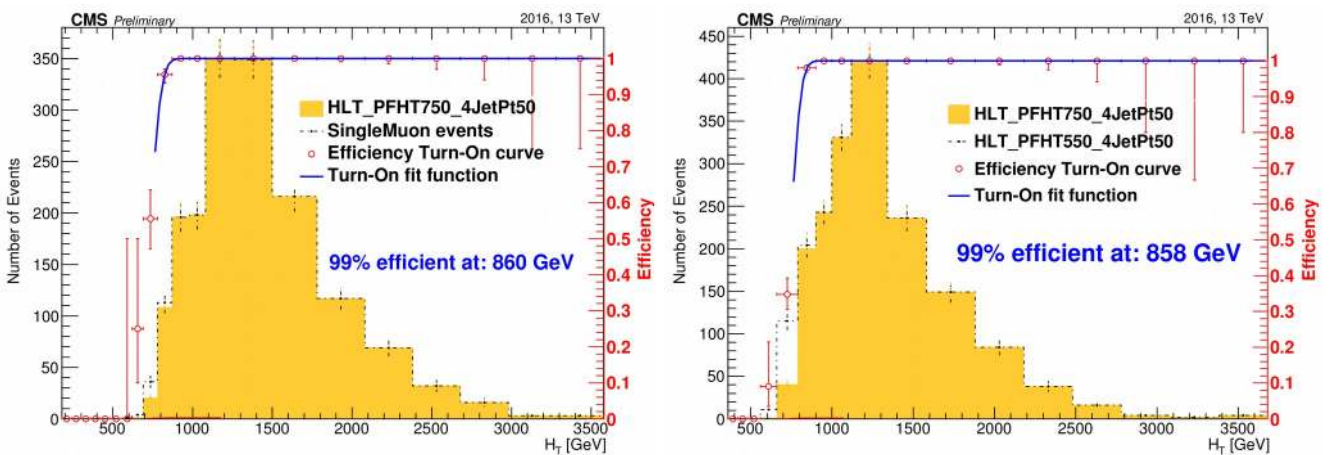 CMS Preliminary 2016, 13 TeV
Number of Events
350
300
250
200
150
100
50
0
HLT_PFHT750_4JetPt50
SingleMuon events
Efficiency Turn-On curve
Turn-On fit function
99% efficient at: 860 GeV
1
0.9
0.8
0.7
0.6
0.5
0.4
0.3
0.2
0.1
0
Efficiency
500 1000 1500 2000 2500 3000 3500
H_T [GeV]
CMS Preliminary 2016, 13 TeV
Number of Events
450
400
350
300
250
200
150
100
50
0
HLT_PFHT750_4JetPt50
HLT_PFHT550_4JetPt50
Efficiency Turn-On curve
Turn-On fit function
99% efficient at: 858 GeV
1
0.9
0.8
0.7
0.6
0.5
0.4
0.3
0.2
0.1
0
Efficiency
500 1000 1500 2000 2500 3000 3500
H_T [GeV]